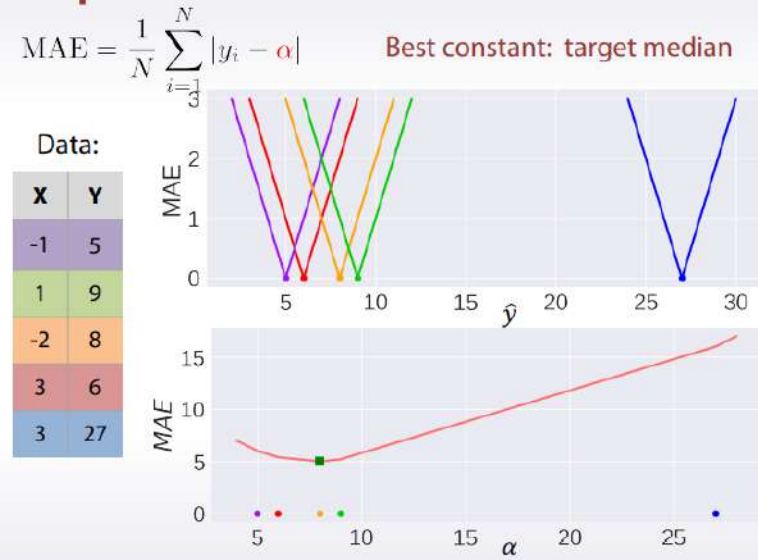 MAE = \frac{1}{N} \sum_{i=1}^{N} |y_i - α|
Best constant: target median
Data:
X Y
-1 5
1 9
-2 8
3 6
3 27
MAE
3
2
1
0
5 10 15 20 25 30
ŷ
MAE
15
10
5
0
5 10 15 20 25
α